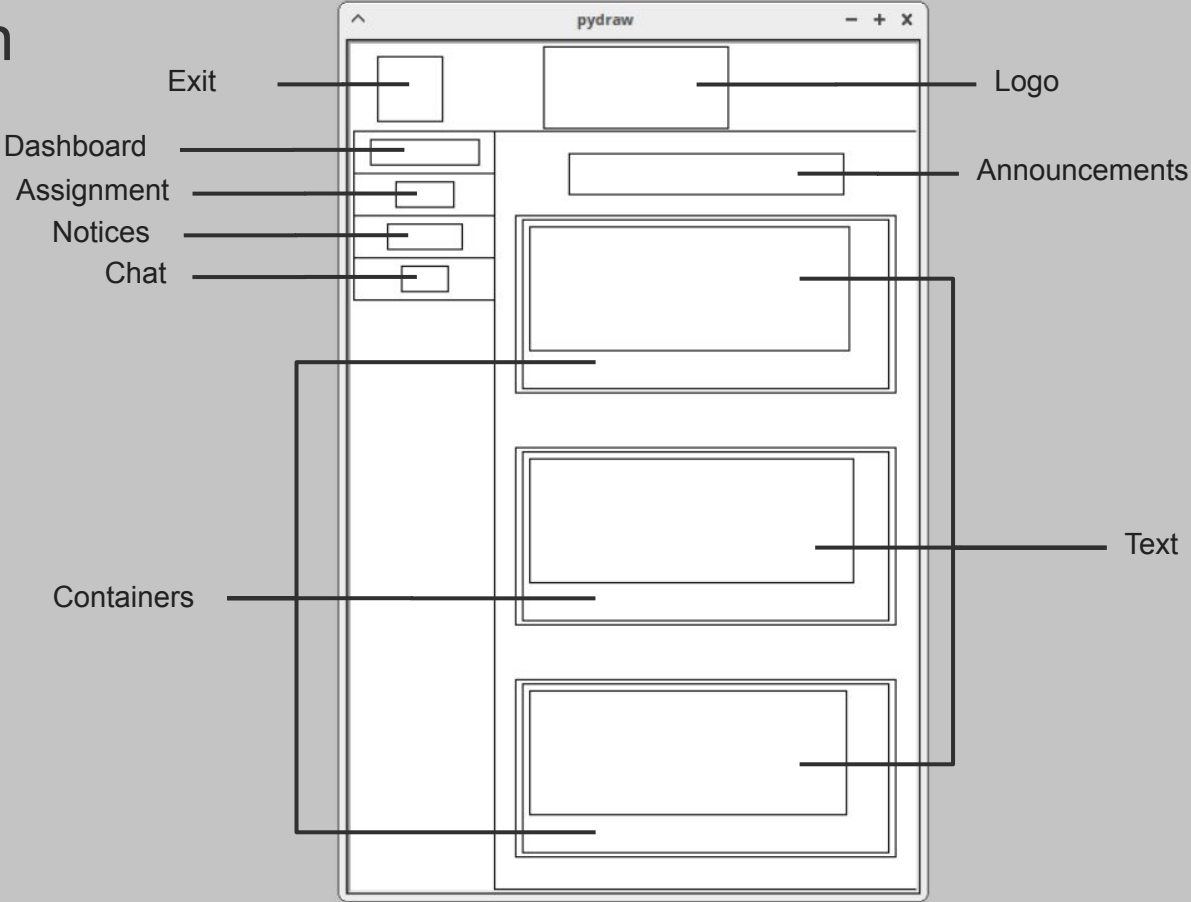 pydraw
Exit
Logo
Dashboard
Announcements
Assignment
Notices
Chat
Text
Containers